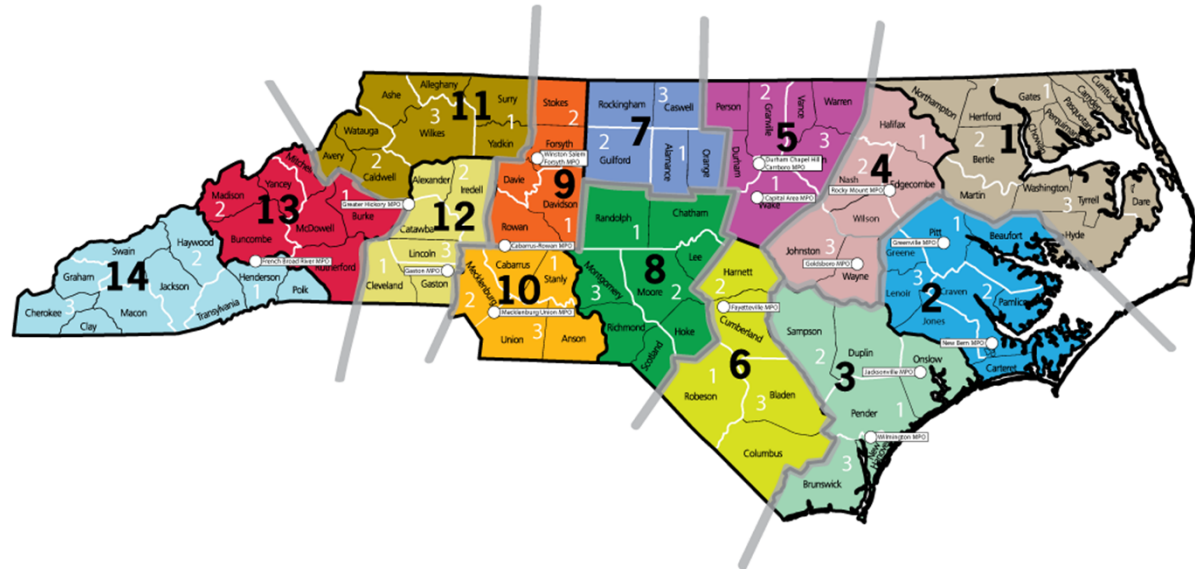 Ashe
Alleghany
11
Surry
3
Wilkes
1
Watauga
Yadkin
Avery
2
Caldwell
Stokes
2
Forsyth
Winston Salem
Forsyth MPO
Davie
9
Davidson
1
Rowan
Cabarrus-Rowan MPO
Rockingham
3
Caswell
7
2
Guilford
Alamance
1
Orange
Person
2
Granville
Vance
Warren
5
3
Durham
Durham Chapel Hill
Carrboro MPO
1
Capital Area MPO
Wake
Northampton
Gates
1
Currituck
Camden
Pasquotank
Perquimans
Chowan
Hertford
1
2
Bertie
Martin
Washington
3
Tyrrell
Dare
Hyde
Halifax
1
4
2
Nash
Edgecombe
Rocky Mount MPO
Wilson
Johnston
3
Goldsboro MPO
Wayne
Mitchell
Yancey
Madison
2
13
1
Burke
McDowell
Buncombe
French Broad River MPO
Rutherford
Alexander
2
Iredell
Greater Hickory MPO
12
Catawba
Lincoln
3
1
Gaston MPO
Cleveland
Gaston
Swain
Haywood
2
Graham
14
Jackson
Henderson
1
Polk
Transylvania
Cherokee
3
Macon
Clay
Mecklenburg
Cabarrus
1
Stanly
10
2
Mecklenburg Union MPO
3
Union
Anson
Randolph
1
Chatham
Lee
8
Montgomery
3
Moore
2
Richmond
Hoke
Scotland
Harnett
2
Fayetteville MPO
Cumberland
6
1
Robeson
3
Bladen
Columbus
Sampson
2
Duplin
3
Onslow
Jacksonville MPO
Pender
1
Wilmington MPO
New Hanover
3
Brunswick
Pitt
1
Beaufort
Greenville MPO
Greene
3
Lenoir
2
Craven
2
Pamlico
Jones
New Bern MPO
Carteret